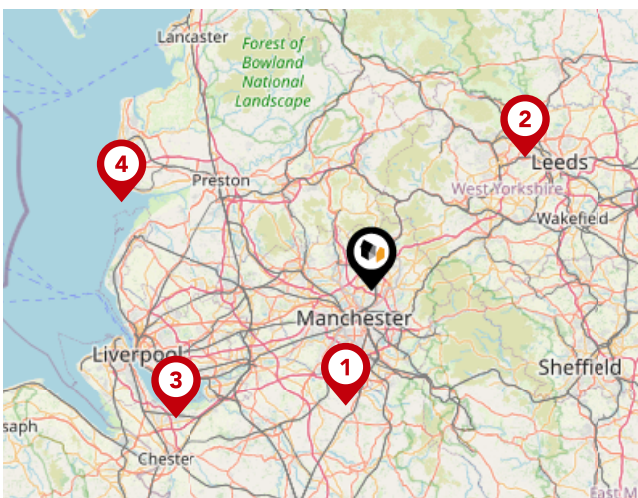 Lancaster
Forest of
Bowland
National
Landscape
2
4
Leeds
Preston
West Yorkshire
Wakefield
Manchester
Liverpool
1
Sheffield
3
saph
Chester
East M